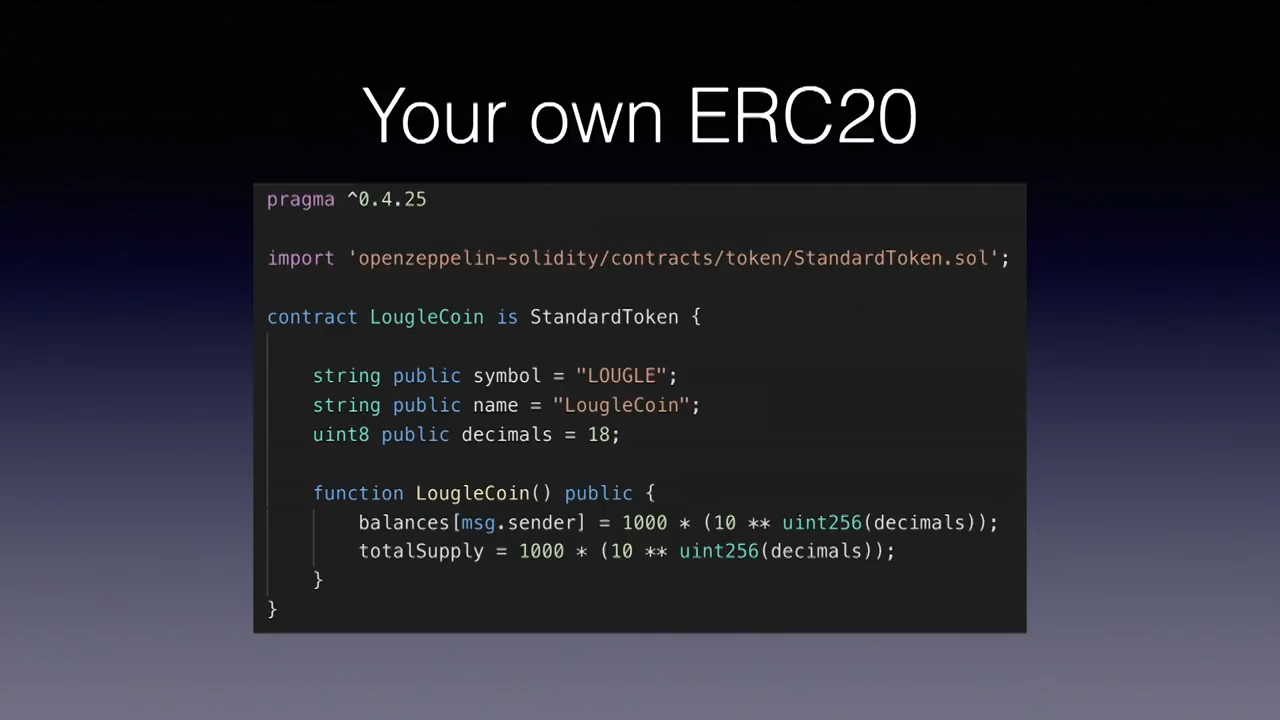 Your own ERC20
pragma ^0.4.25
import 'openzeppelin-solidity/contracts/token/StandardToken.sol';
contract LougleCoin is StandardToken {
string public symbol = "LOUGLE";
string public name = "LougleCoin";
uint8 public decimals = 18;
function LougleCoin() public {
balances[msg.sender] = 1000 * (10 ** uint256(decimals));
totalSupply = 1000 * (10 ** uint256(decimals));
}
}